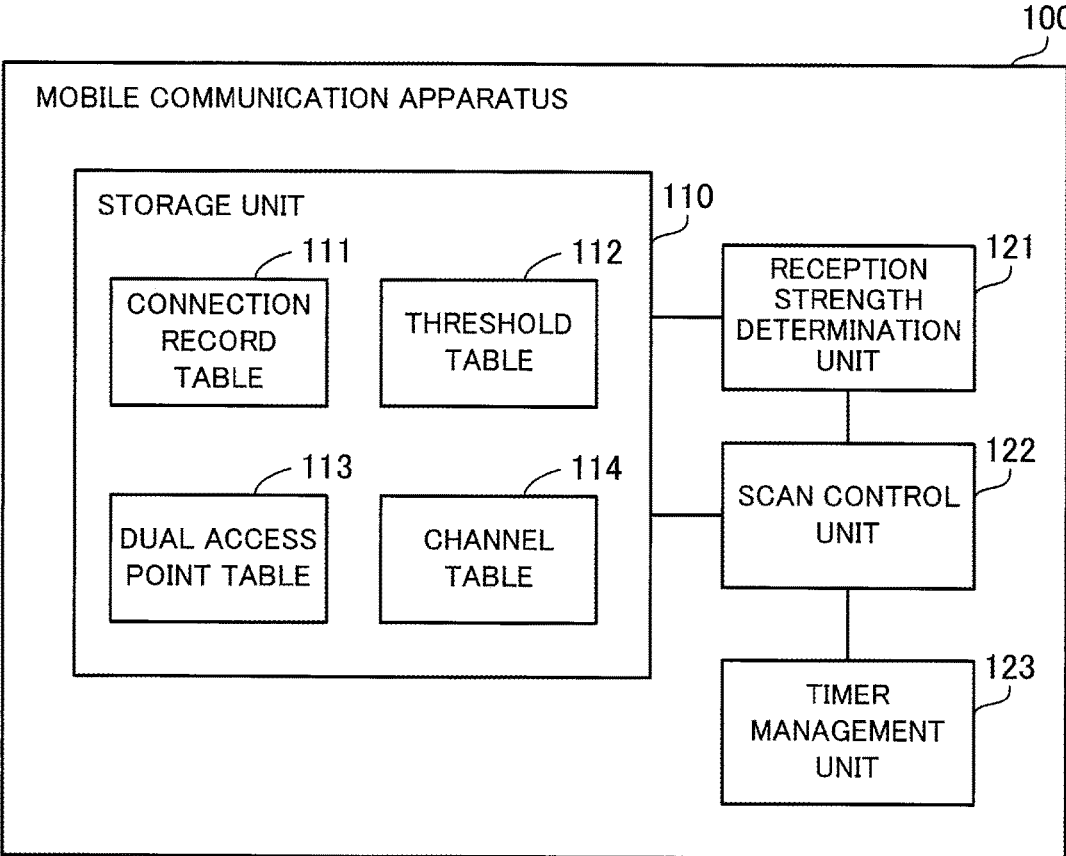 100
MOBILE COMMUNICATION APPARATUS
STORAGE UNIT
110
111
CONNECTION
RECORD
TABLE
112
THRESHOLD
TABLE
113
DUAL ACCESS
POINT TABLE
114
CHANNEL
TABLE
121
RECEPTION
STRENGTH
DETERMINATION
UNIT
122
SCAN CONTROL
UNIT
123
TIMER
MANAGEMENT
UNIT